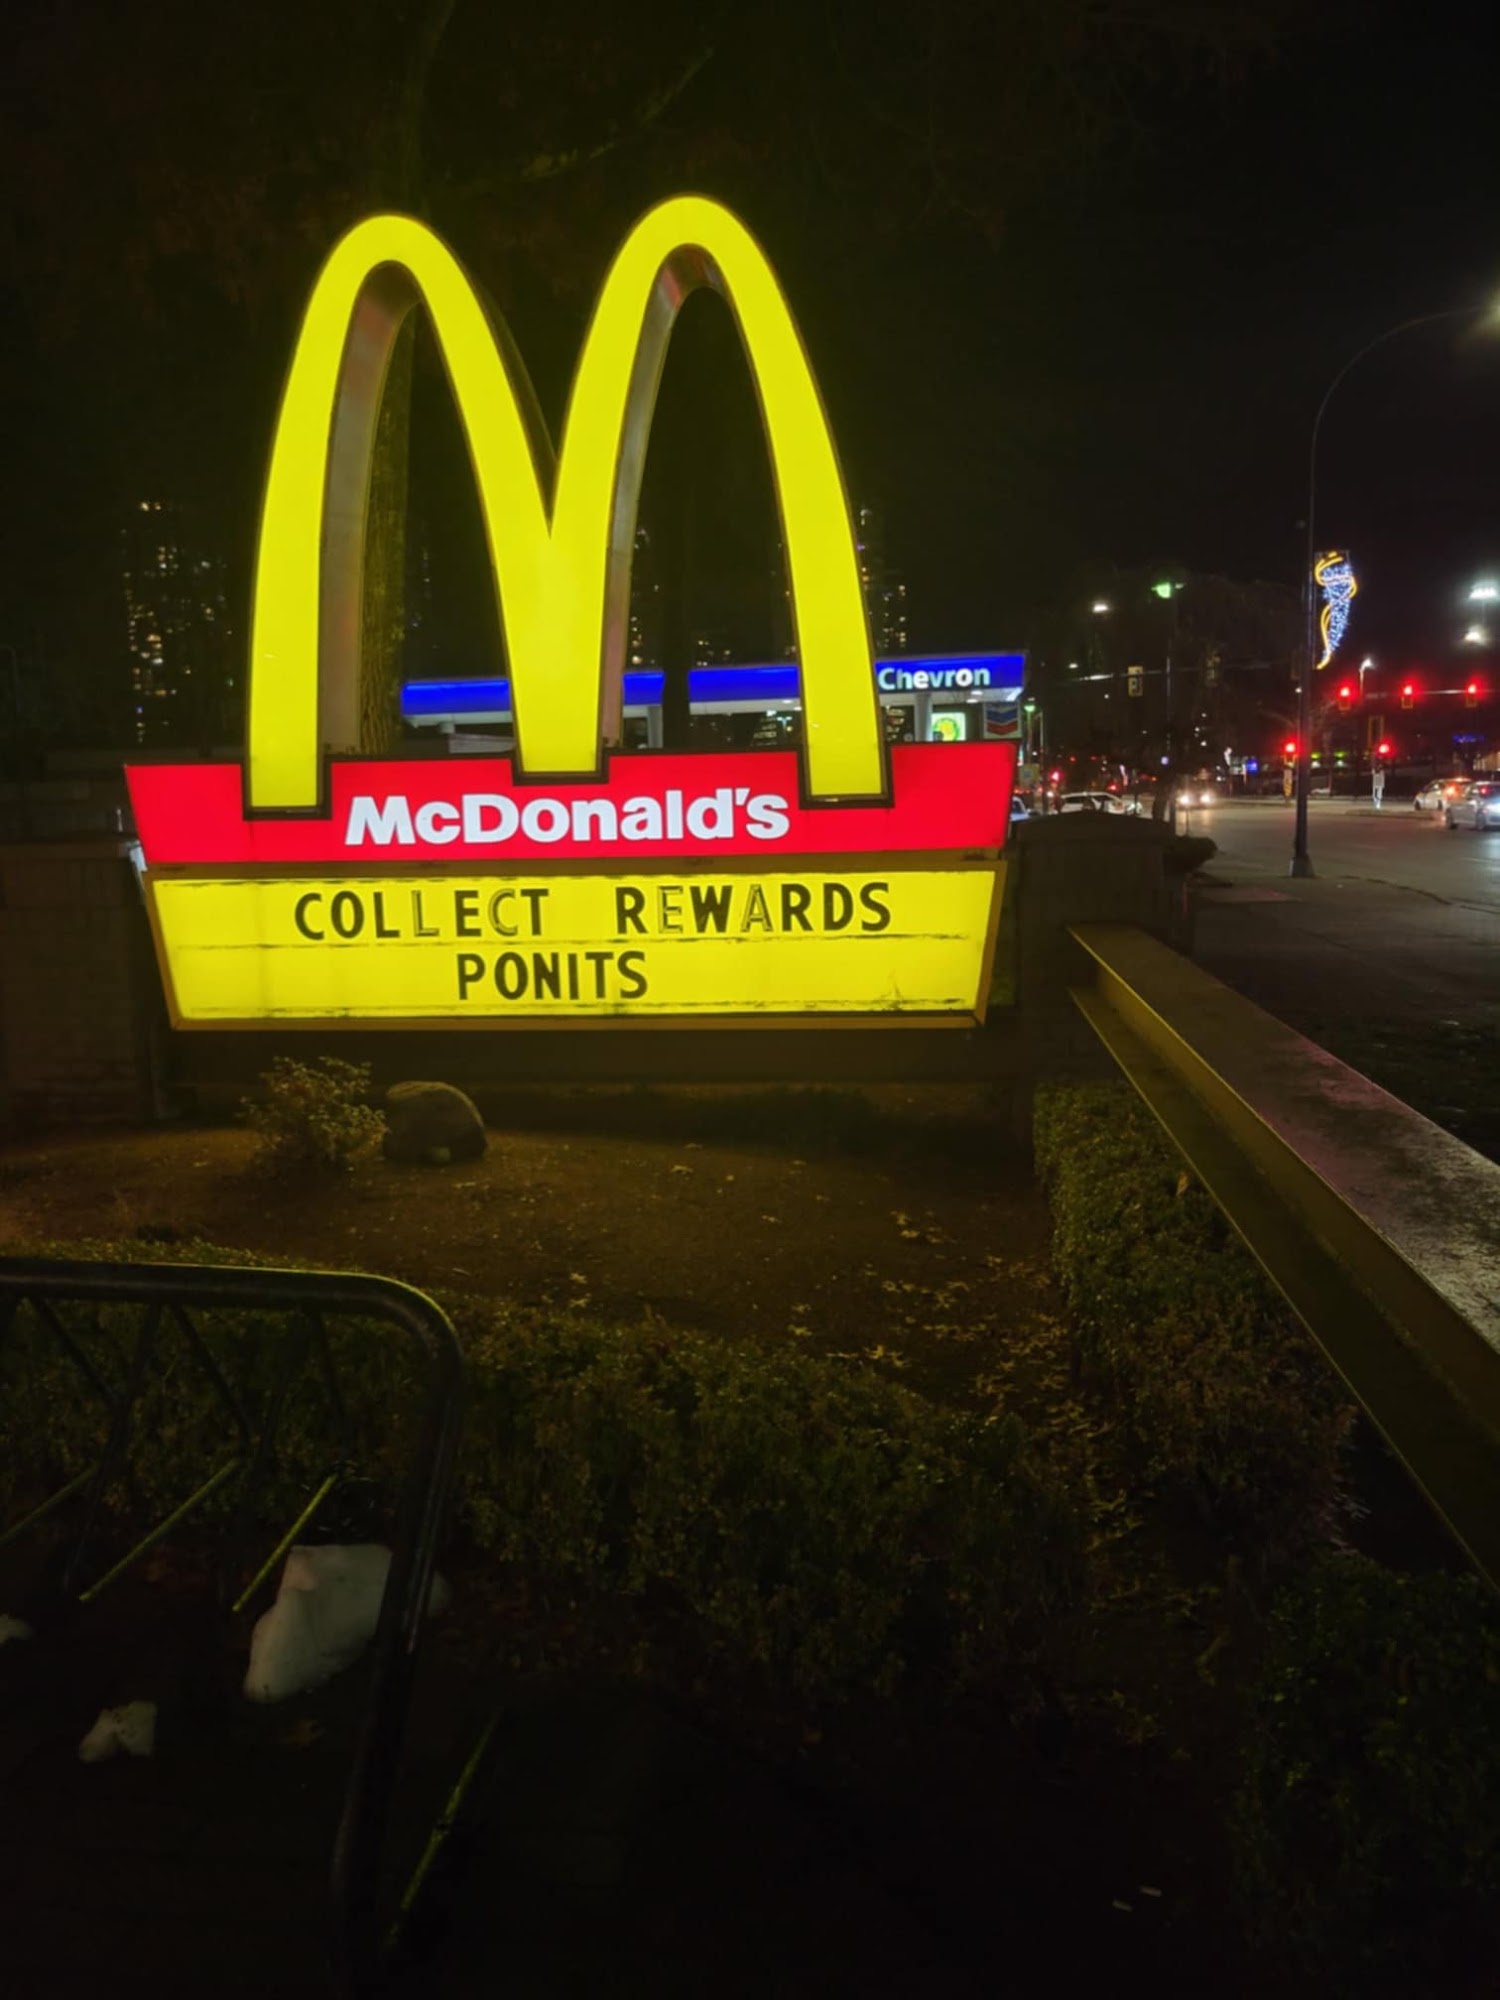 Chevron
McDonald's
COLLECT REWARDS
PONITS